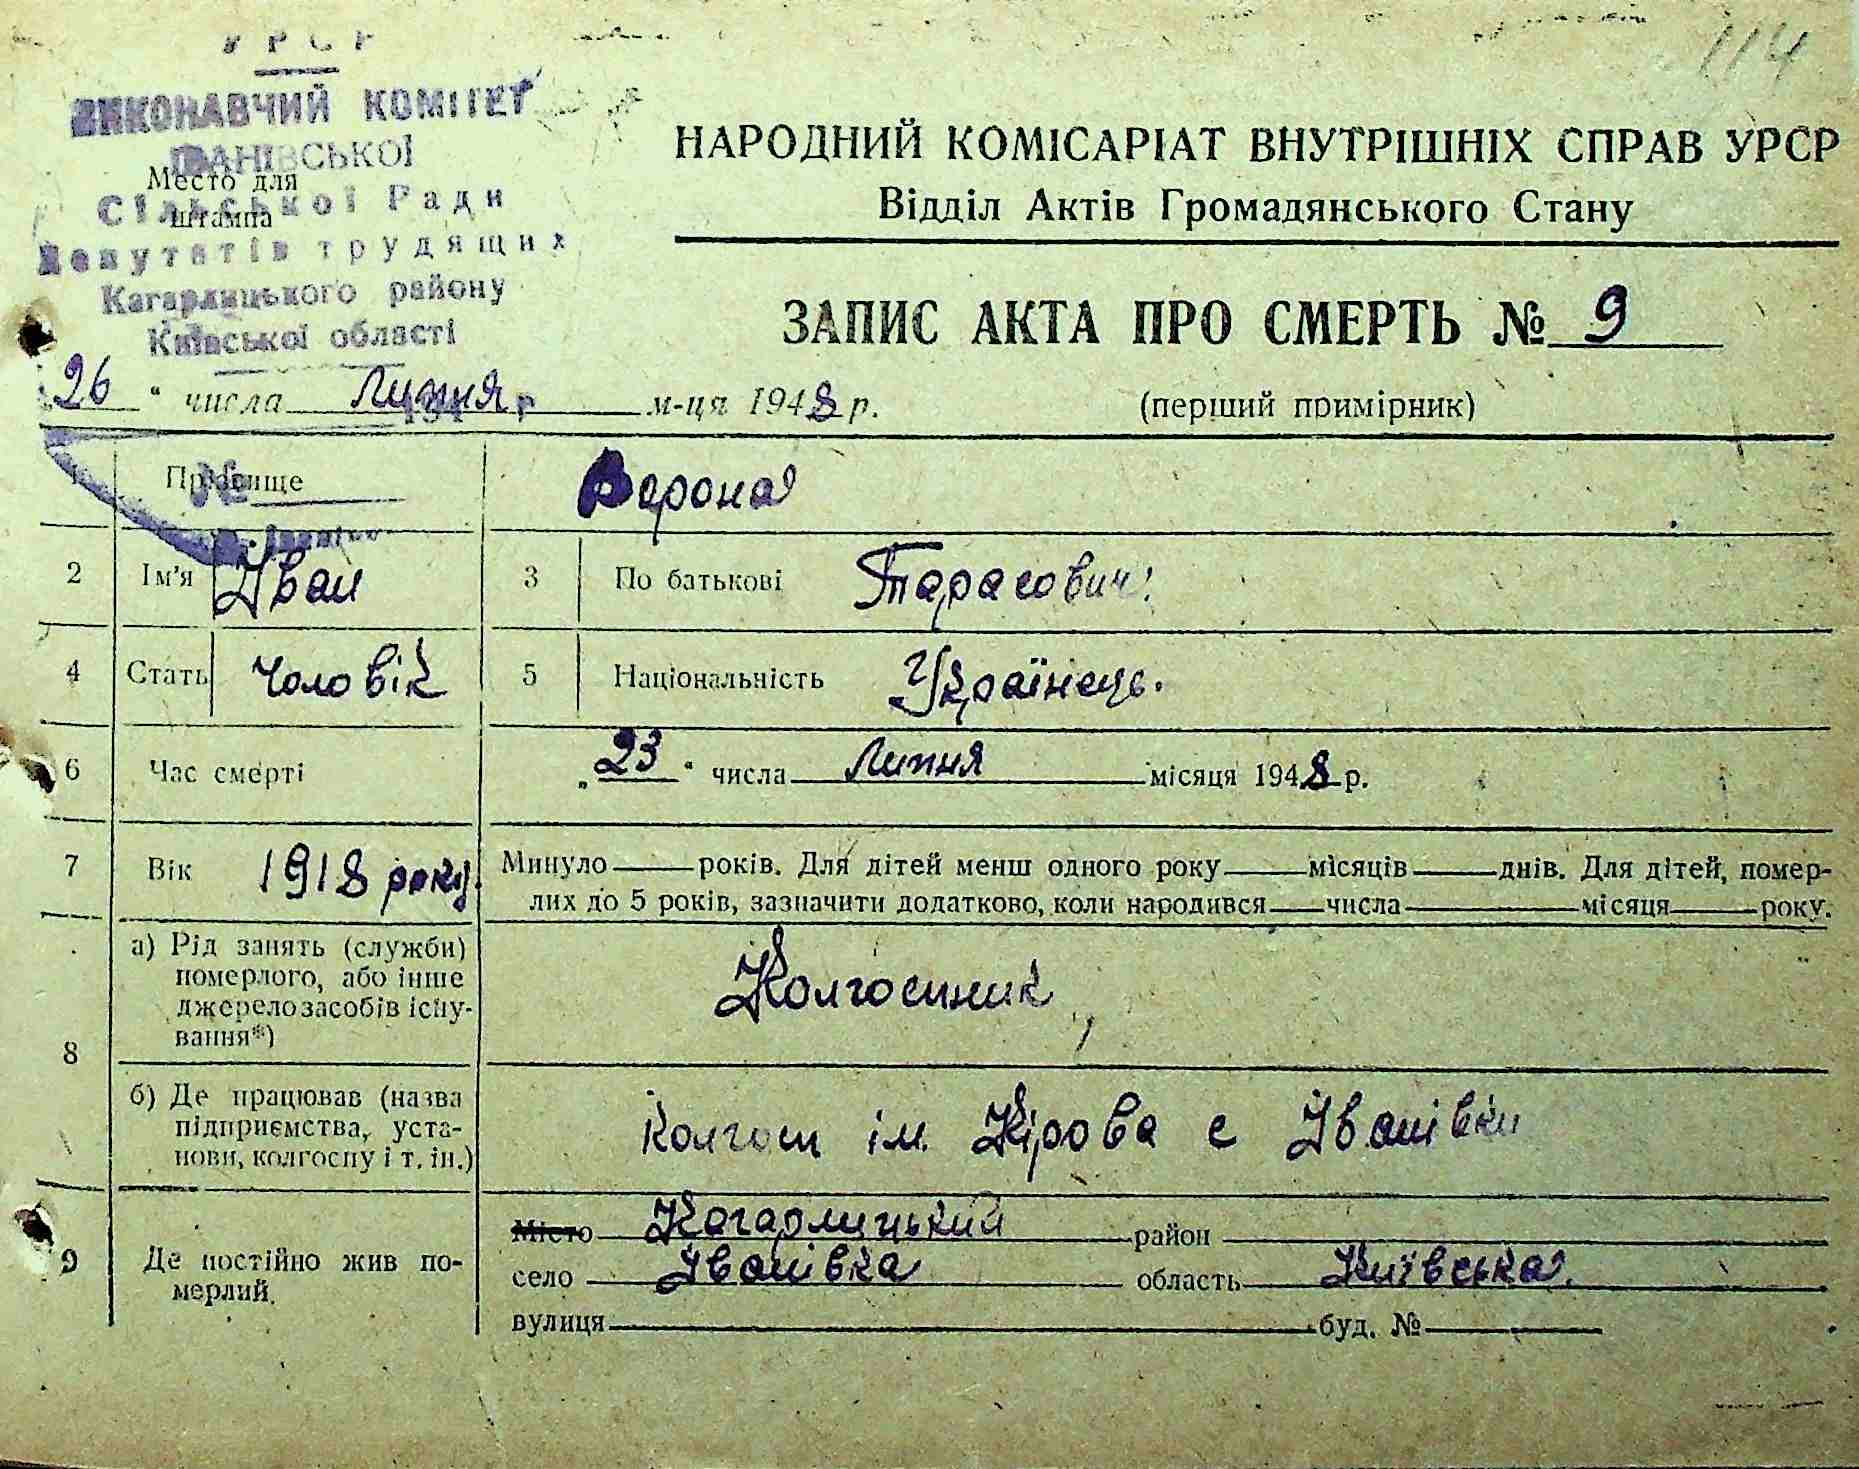 114
УРСР
ВИКОНАВЧИЙ КОМІТЕТ
ІВАНІВСЬКОЇ
Место для
Сільської Ради
штампа
Депутатів трудящих
Кагарлицького району
Київської області
НАРОДНИЙ КОМІСАРІАТ ВНУТРІШНІХ СПРАВ УРСР
Відділ Актів Громадянського Стану
ЗАПИС АКТА ПРО СМЕРТЬ № 9
26 " числа Липня м-ця 1948 р.
(перший примірник)
1 Прізвище Ворона
№
2 Ім'я Іван 3 По батькові Тарасович
4 Стать Чоловік 5 Національність Українець.
6 Час смерті „23" числа Липня місяця 1948 р.
7 Вік 1918 року. Минуло років. Для дітей менш одного року місяців днів. Для дітей, помер-
лих до 5 років, зазначити додатково, коли народився числа місяця року.
8 а) Рід занять (служби)
померлого, або інше
джерело засобів існу-
вання*)
Колгоспник
б) Де працював (назва
підприємства, уста-
нови, колгоспу і т. ін.)
Колгосп ім. Кірова с Іванівки
9 Де постійно жив по-
мерлий.
Місто Кагарлицький район
село Іванівка область Київська.
вулиця буд. №